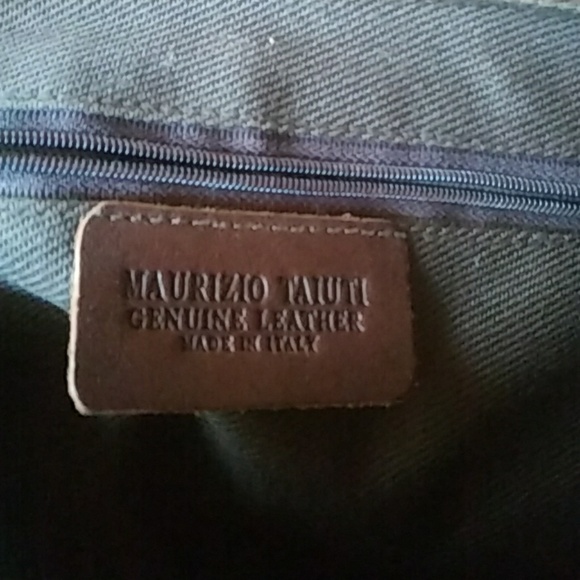 MAURIZIO TAIUTI
GENUINE LEATHER
MADE IN ITALY